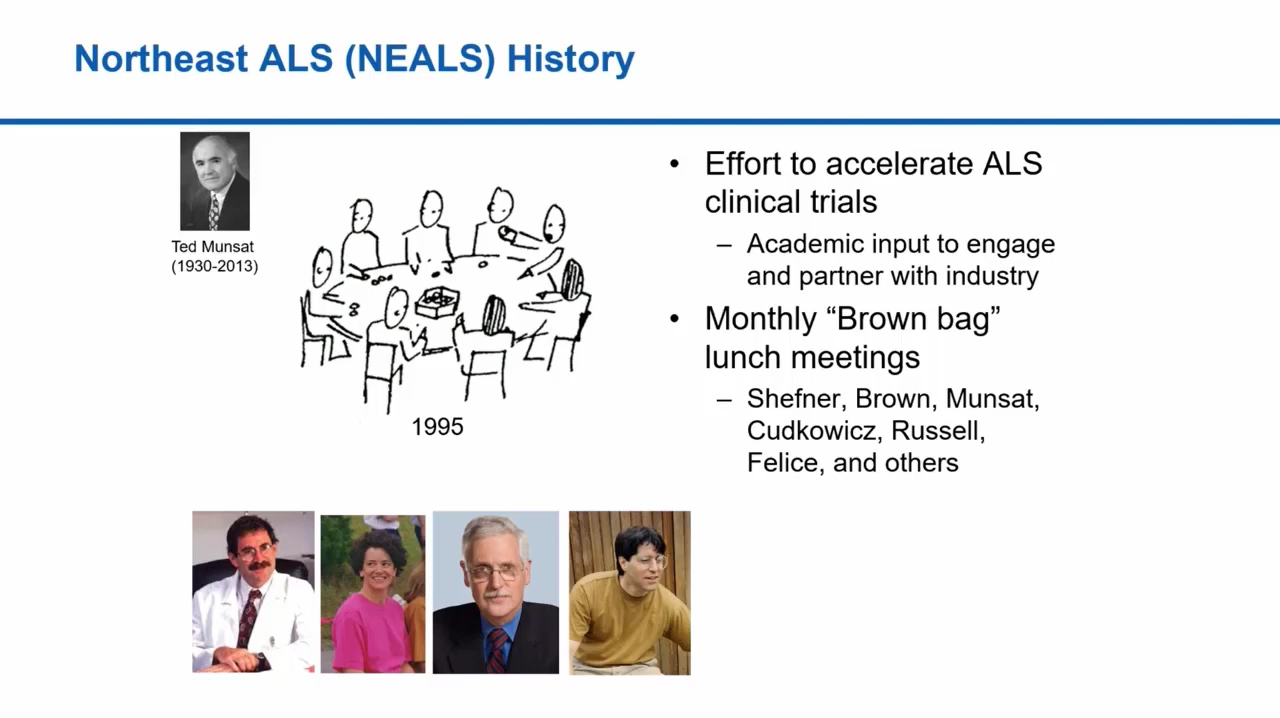 Northeast ALS (NEALS) History
Ted Munsat
(1930-2013)
1995
• Effort to accelerate ALS
clinical trials
– Academic input to engage
and partner with industry
• Monthly “Brown bag”
lunch meetings
– Shefner, Brown, Munsat,
Cudkowicz, Russell,
Felice, and others